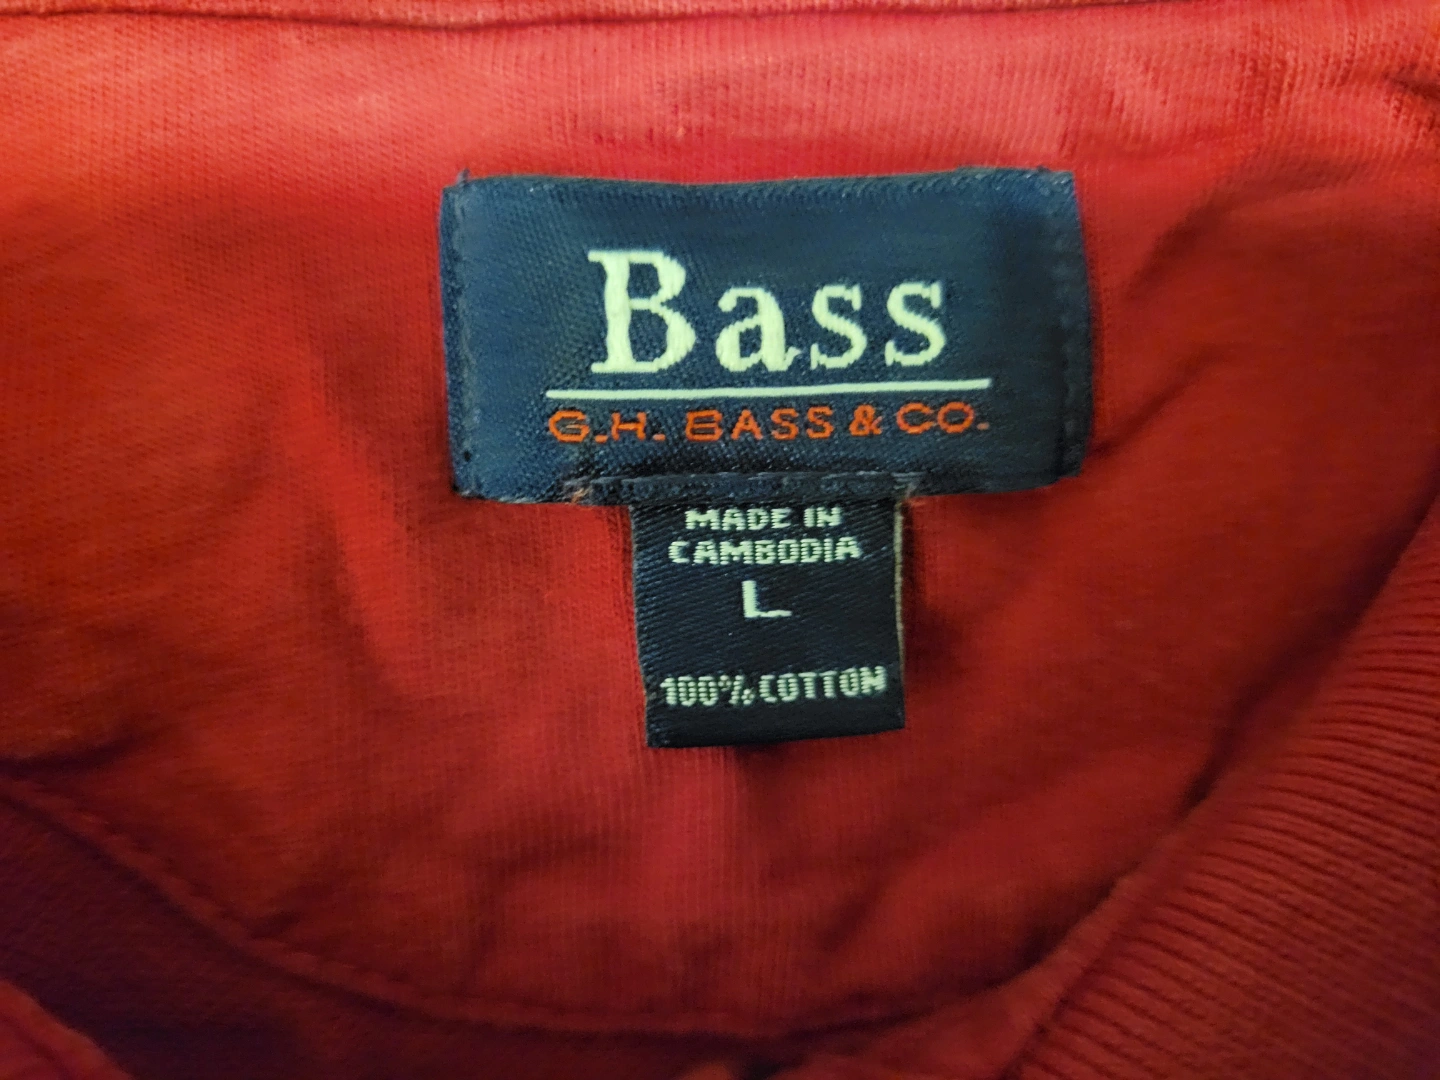 Bass
G.H. BASS & CO.
MADE IN
CAMBODIA
L
100% COTTON